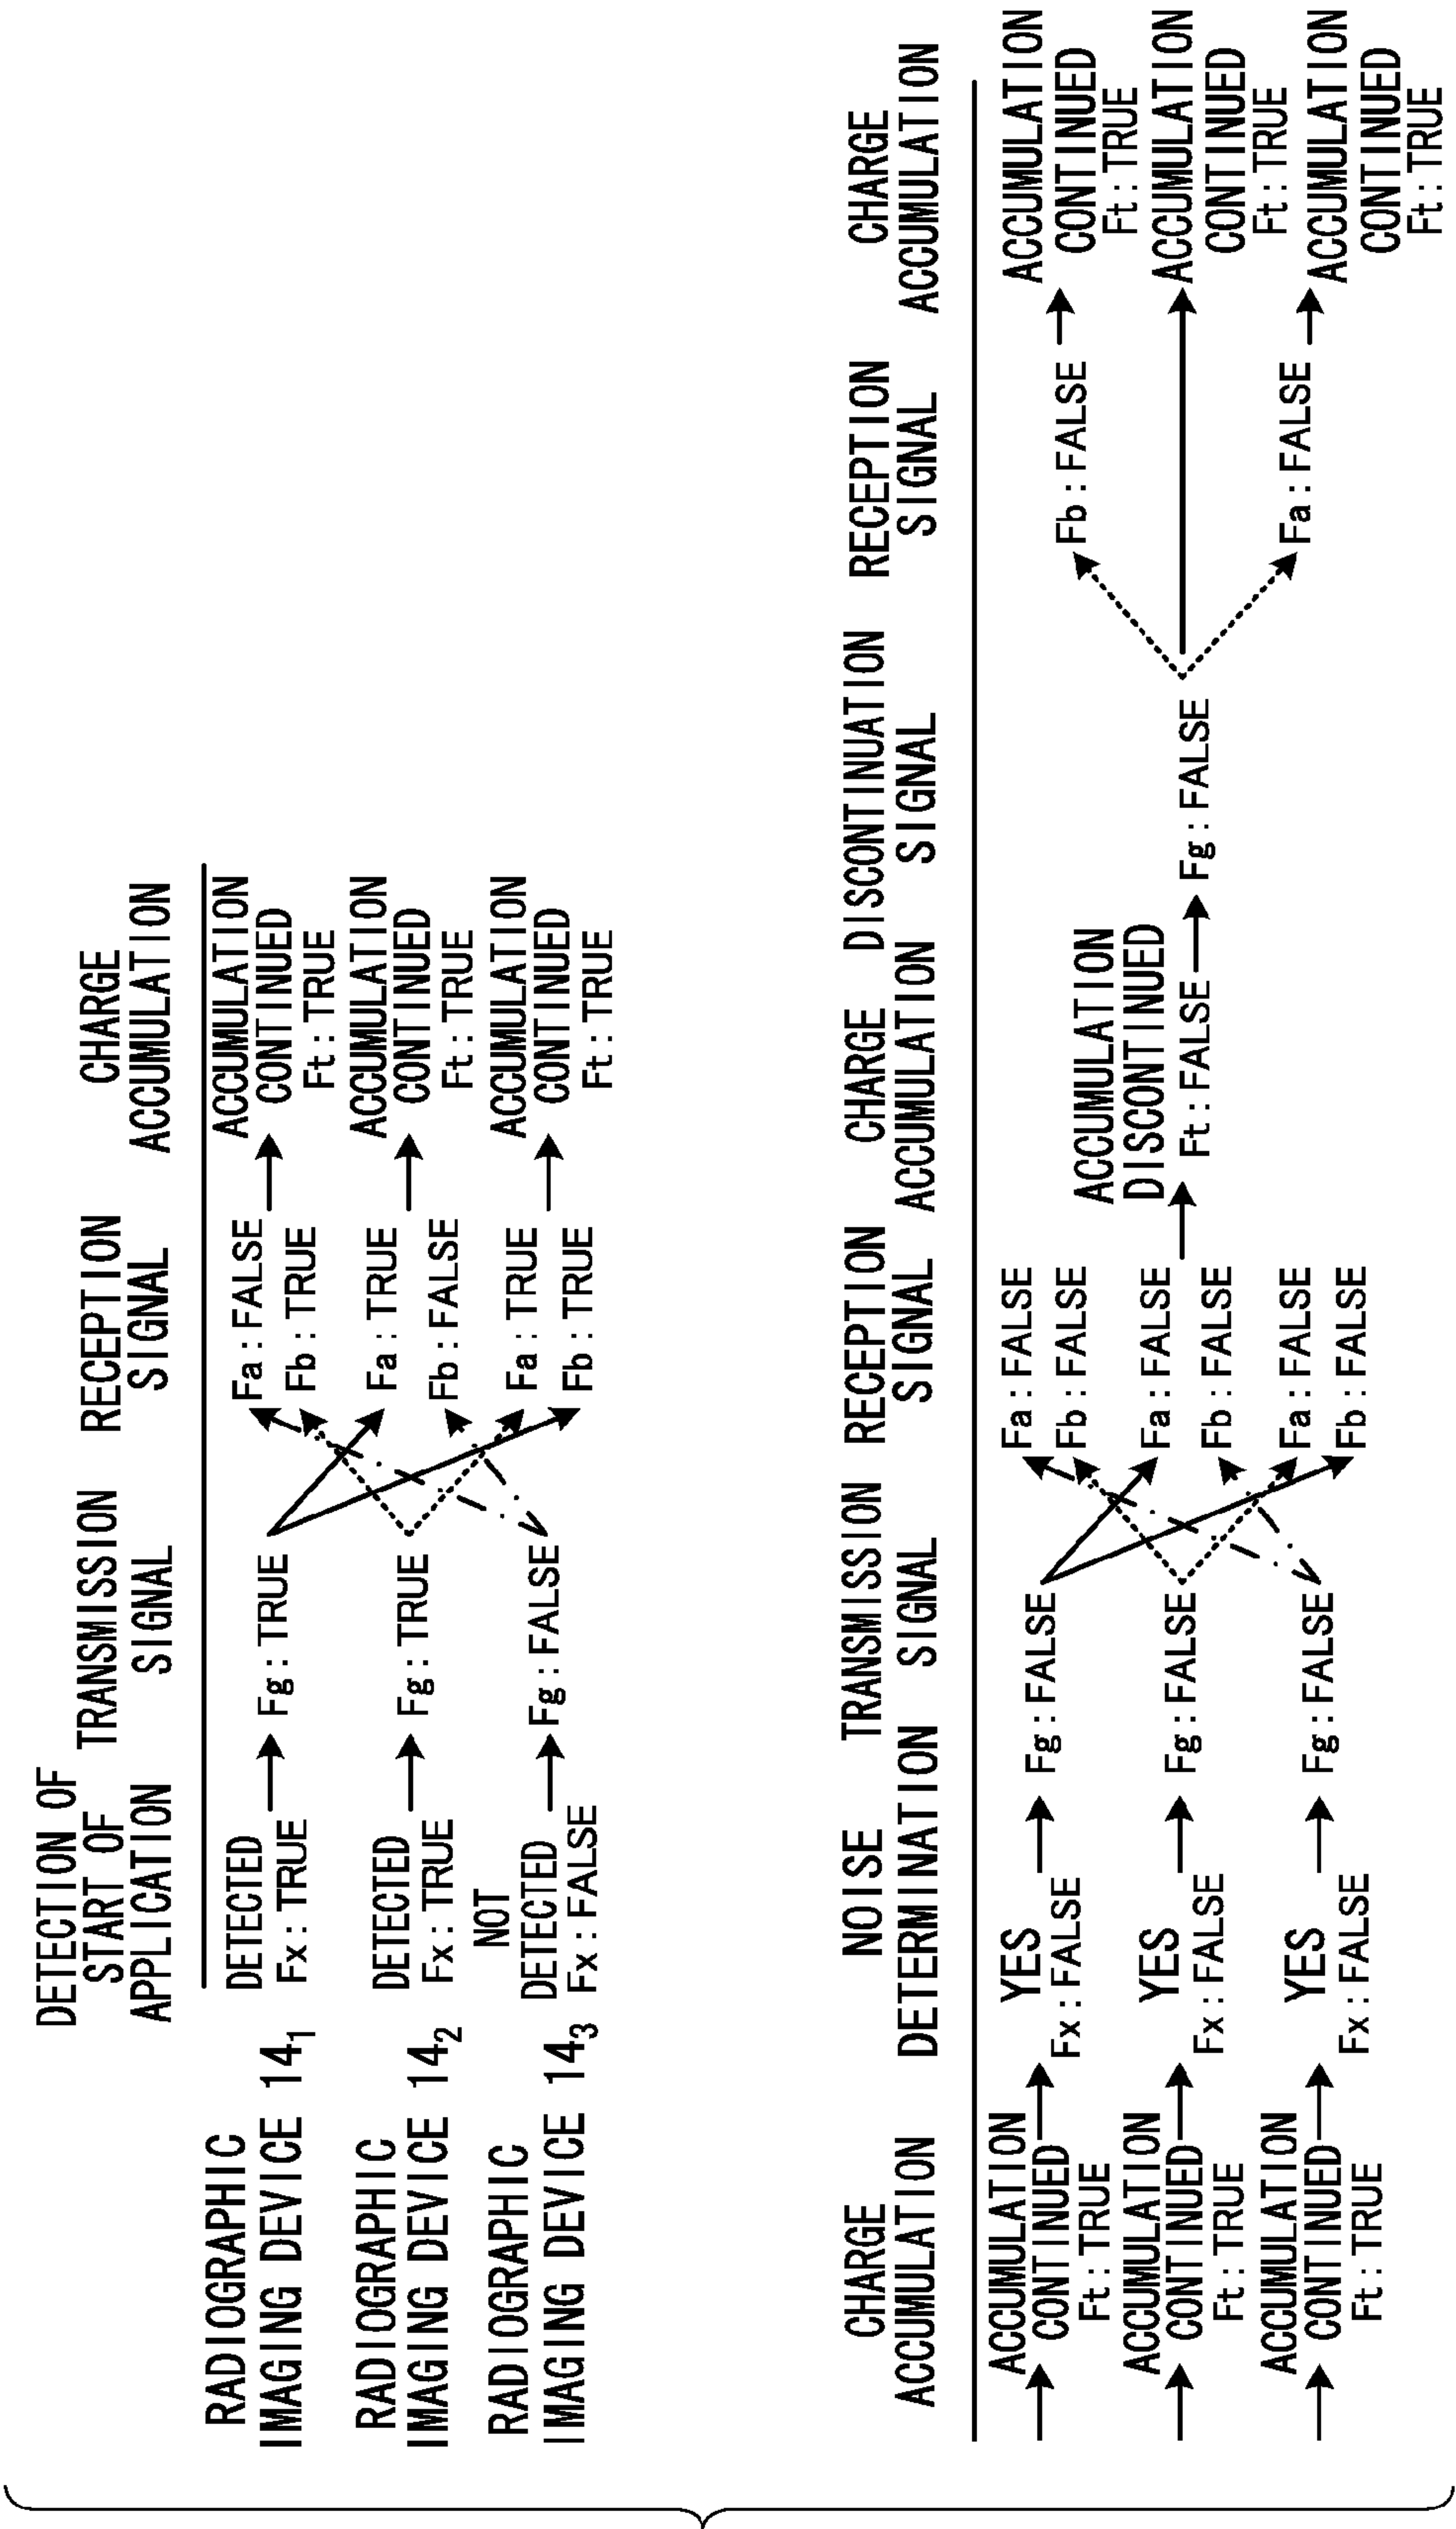 DETECTION OF
START OF
APPLICATION
TRANSMISSION
SIGNAL
RECEPTION
SIGNAL
CHARGE
ACCUMULATION
RADIOGRAPHIC
IMAGING DEVICE 14₁
DETECTED
Fx:TRUE
Fg:TRUE
Fa:FALSE
Fb:TRUE
ACCUMULATION
CONTINUED
Ft:TRUE
RADIOGRAPHIC
IMAGING DEVICE 14₂
DETECTED
Fx:TRUE
Fg:TRUE
Fa:TRUE
Fb:FALSE
ACCUMULATION
CONTINUED
Ft:TRUE
RADIOGRAPHIC
IMAGING DEVICE 14₃
NOT
DETECTED
Fx:FALSE
Fg:FALSE
Fa:TRUE
Fb:TRUE
ACCUMULATION
CONTINUED
Ft:TRUE
CHARGE
ACCUMULATION
NOISE
DETERMINATION
TRANSMISSION
SIGNAL
RECEPTION
SIGNAL
CHARGE
ACCUMULATION
DISCONTINUATION
SIGNAL
RECEPTION
SIGNAL
CHARGE
ACCUMULATION
ACCUMULATION
CONTINUED
Ft:TRUE
YES
Fx:FALSE
Fg:FALSE
Fa:FALSE
Fb:FALSE
Fb:FALSE
ACCUMULATION
CONTINUED
Ft:TRUE
ACCUMULATION
CONTINUED
Ft:TRUE
YES
Fx:FALSE
Fg:FALSE
Fa:FALSE
Fb:FALSE
ACCUMULATION
DISCONTINUED
Ft:FALSE
Fg:FALSE
ACCUMULATION
CONTINUED
Ft:TRUE
ACCUMULATION
CONTINUED
Ft:TRUE
YES
Fx:FALSE
Fg:FALSE
Fa:FALSE
Fb:FALSE
Fa:FALSE
ACCUMULATION
CONTINUED
Ft:TRUE